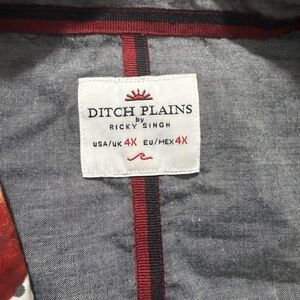 DITCH PLAINS
by
RICKY SINGH
USA/UK 4X EU/MEX 4X